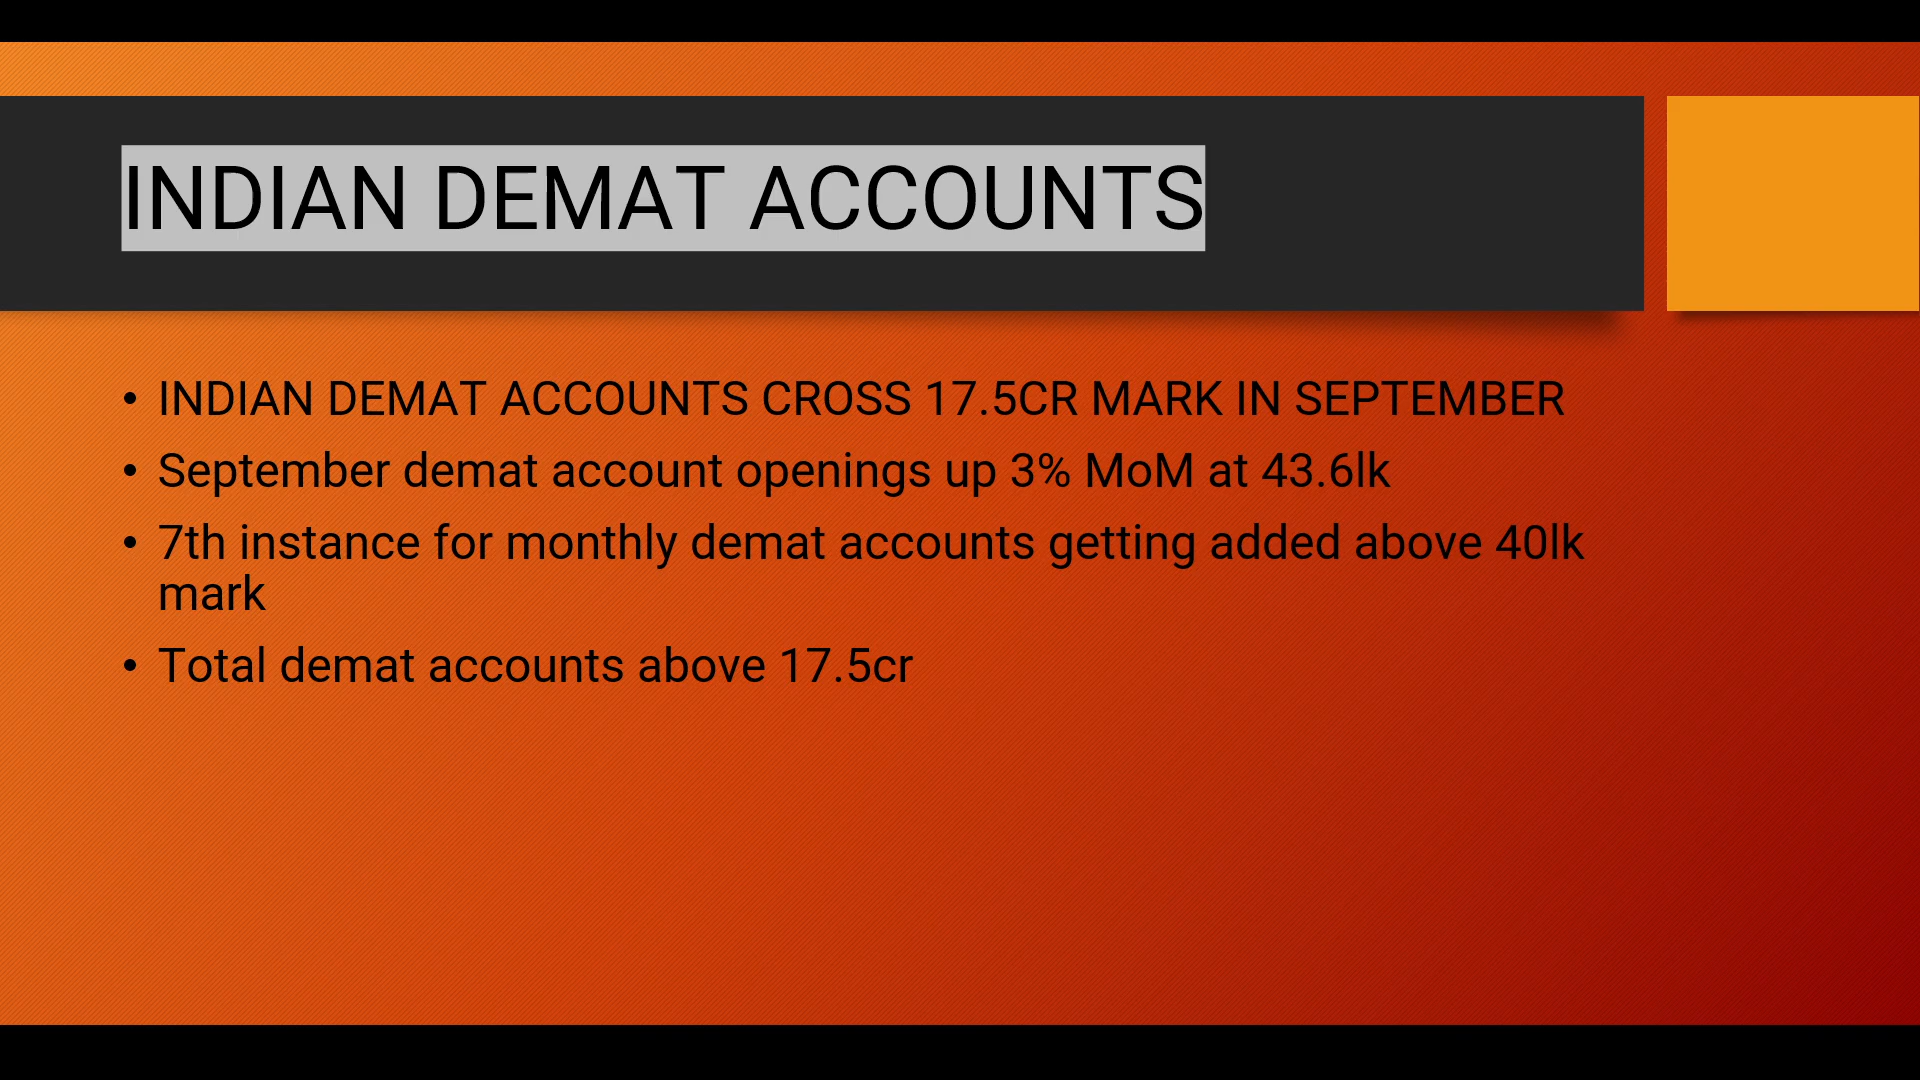 INDIAN DEMAT ACCOUNTS
• INDIAN DEMAT ACCOUNTS CROSS 17.5CR MARK IN SEPTEMBER
• September demat account openings up 3% MoM at 43.6lk
• 7th instance for monthly demat accounts getting added above 40lk
mark
• Total demat accounts above 17.5cr